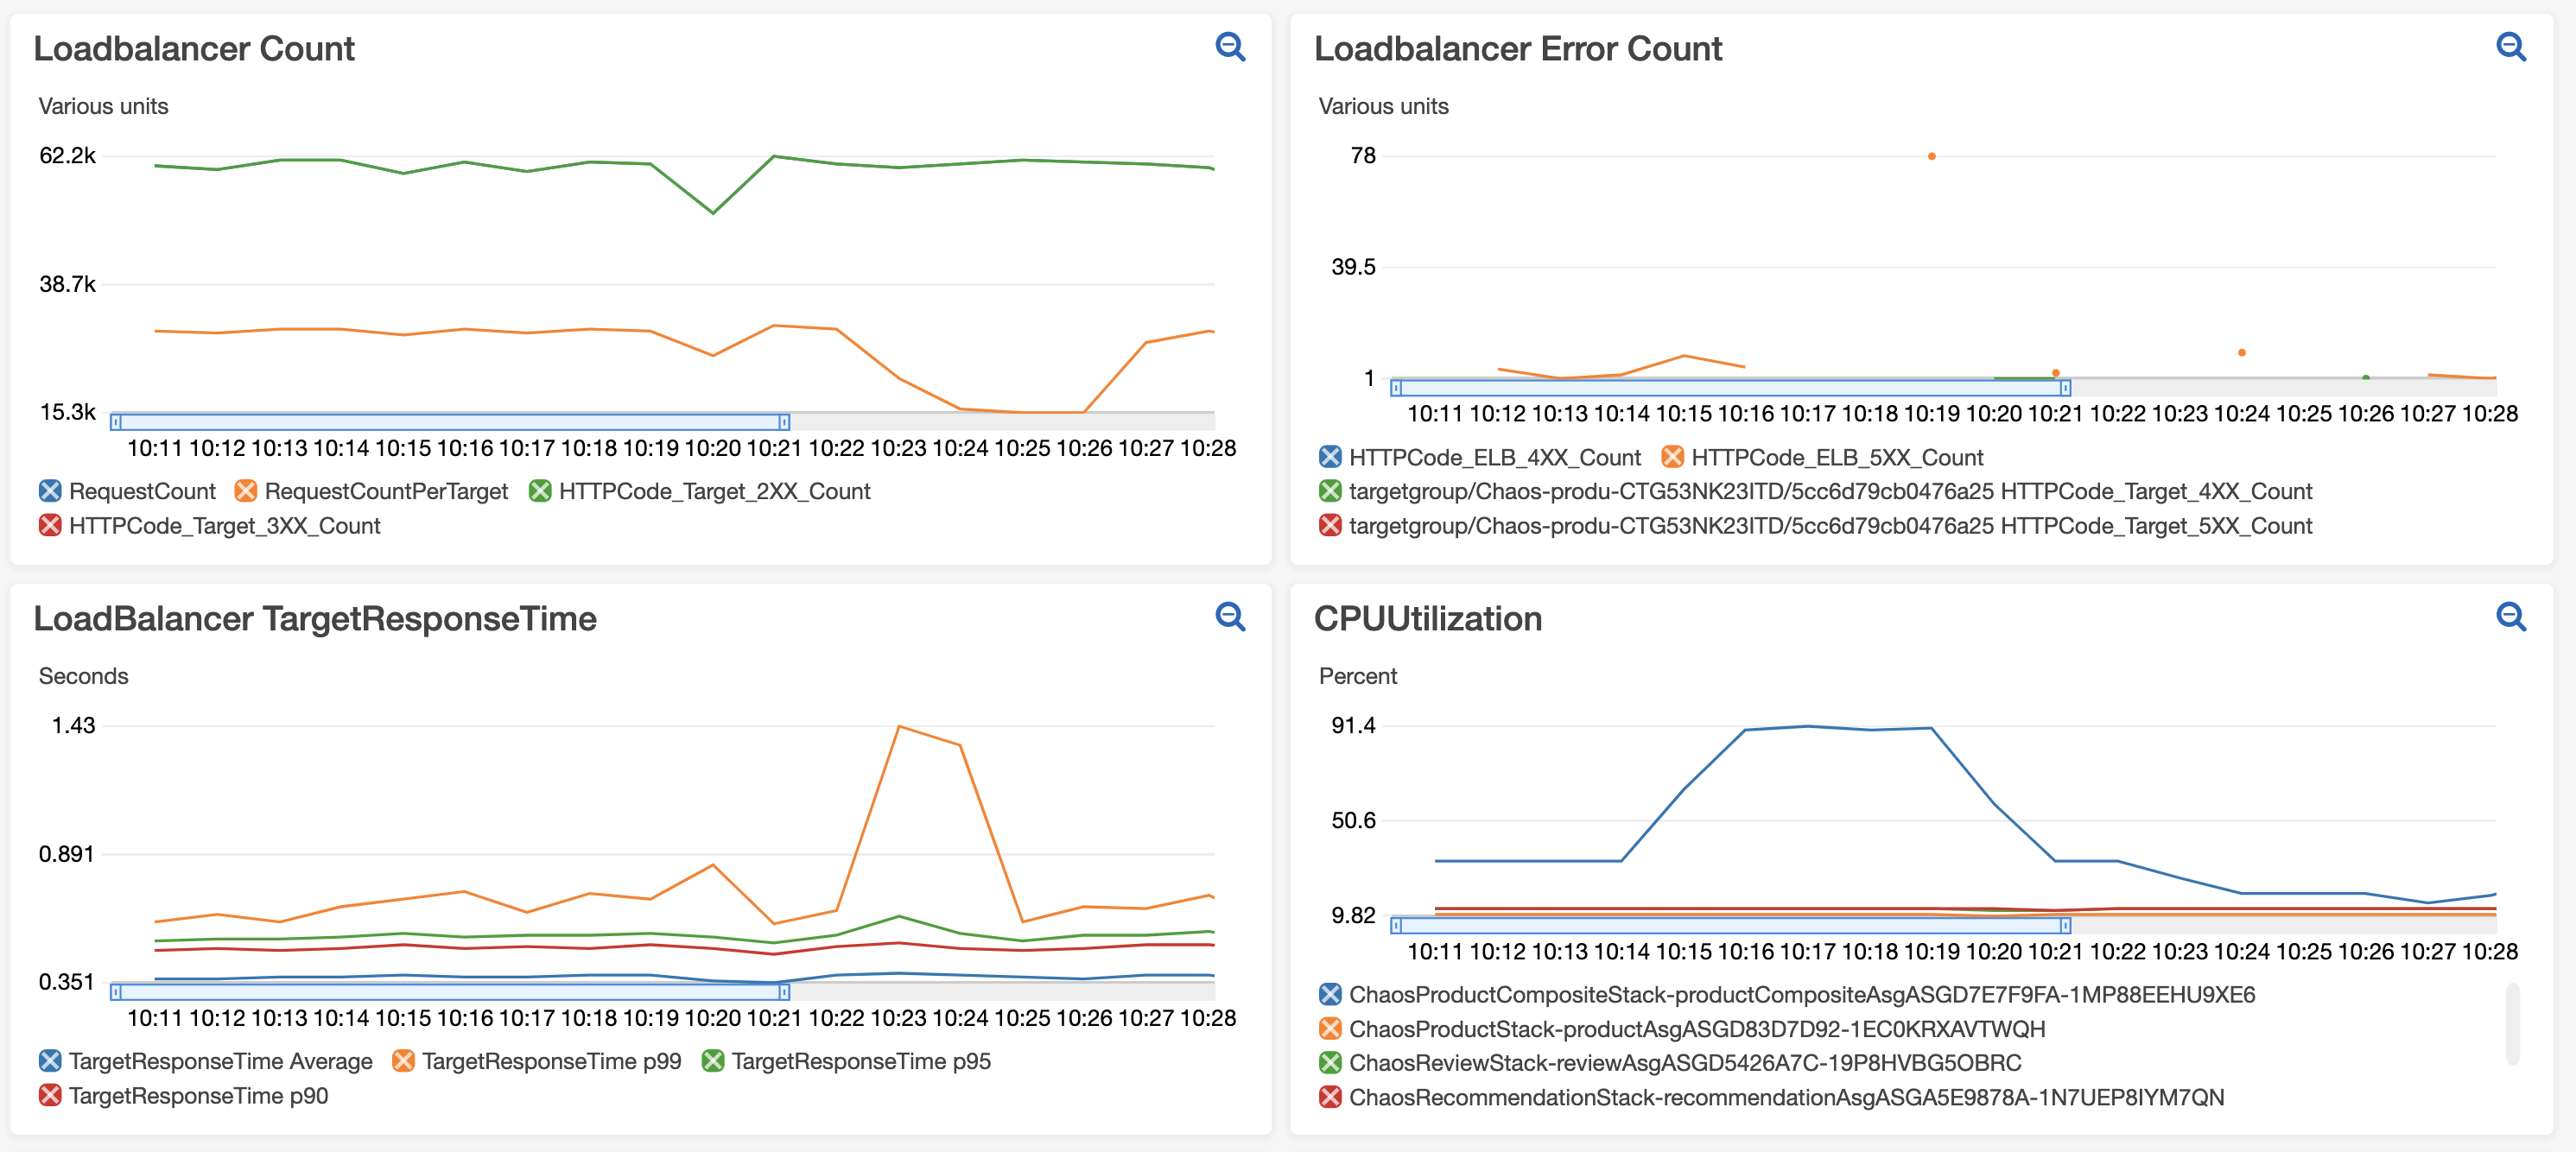 Loadbalancer Count
Various units
62.2k
38.7k
15.3k
10:11 10:12 10:13 10:14 10:15 10:16 10:17 10:18 10:19 10:20 10:21 10:22 10:23 10:24 10:25 10:26 10:27 10:28
RequestCount RequestCountPerTarget HTTPCode_Target_2XX_Count
HTTPCode_Target_3XX_Count
Loadbalancer Error Count
Various units
78
39.5
1
10:11 10:12 10:13 10:14 10:15 10:16 10:17 10:18 10:19 10:20 10:21 10:22 10:23 10:24 10:25 10:26 10:27 10:28
HTTPCode_ELB_4XX_Count HTTPCode_ELB_5XX_Count
targetgroup/Chaos-produ-CTG53NK23ITD/5cc6d79cb0476a25 HTTPCode_Target_4XX_Count
targetgroup/Chaos-produ-CTG53NK23ITD/5cc6d79cb0476a25 HTTPCode_Target_5XX_Count
LoadBalancer TargetResponseTime
Seconds
1.43
0.891
0.351
10:11 10:12 10:13 10:14 10:15 10:16 10:17 10:18 10:19 10:20 10:21 10:22 10:23 10:24 10:25 10:26 10:27 10:28
TargetResponseTime Average TargetResponseTime p99 TargetResponseTime p95
TargetResponseTime p90
CPUUtilization
Percent
91.4
50.6
9.82
10:11 10:12 10:13 10:14 10:15 10:16 10:17 10:18 10:19 10:20 10:21 10:22 10:23 10:24 10:25 10:26 10:27 10:28
ChaosProductCompositeStack-productCompositeAsgASGD7E7F9FA-1MP88EEHU9XE6
ChaosProductStack-productAsgASGD83D7D92-1EC0KRXAVTWQH
ChaosReviewStack-reviewAsgASGD5426A7C-19P8HVBG5OBRC
ChaosRecommendationStack-recommendationAsgASGA5E9878A-1N7UEP8IYM7QN